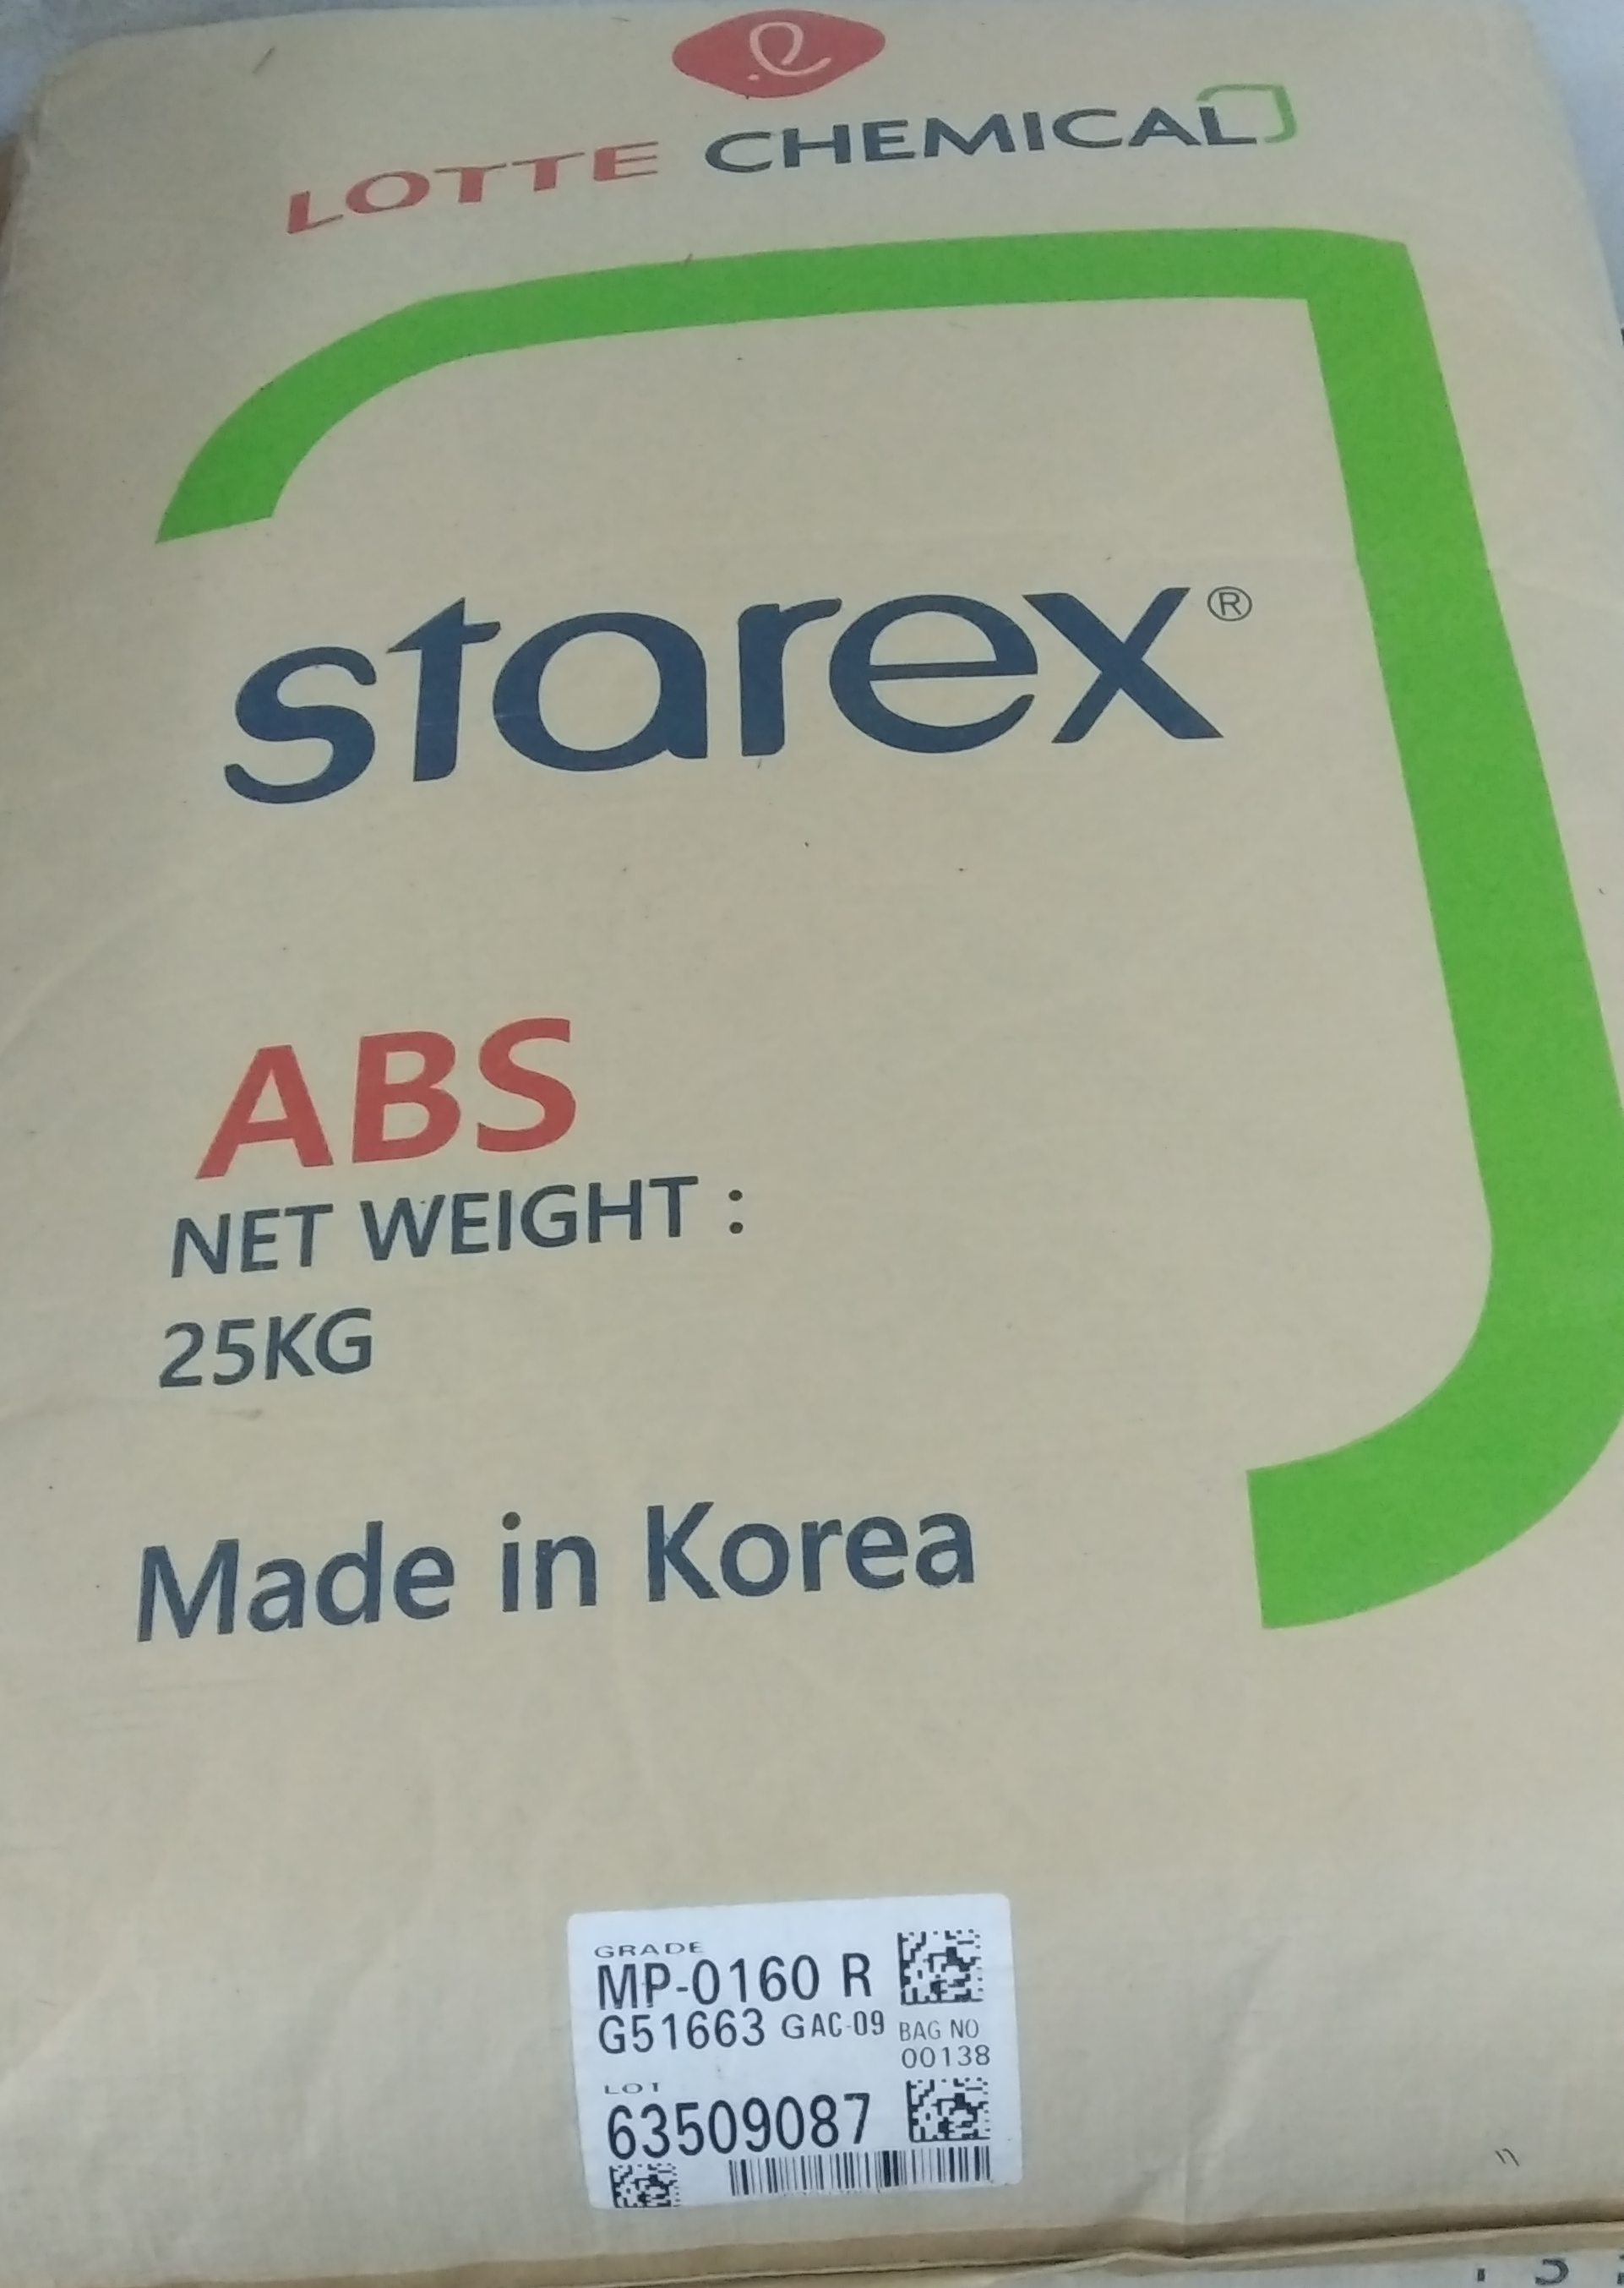 LOTTE CHEMICAL
starex®
ABS
NET WEIGHT :
25KG
Made in Korea
GRADE
MP-0160 R
G51663 GAC-09
BAG NO
00138
LOT
63509087